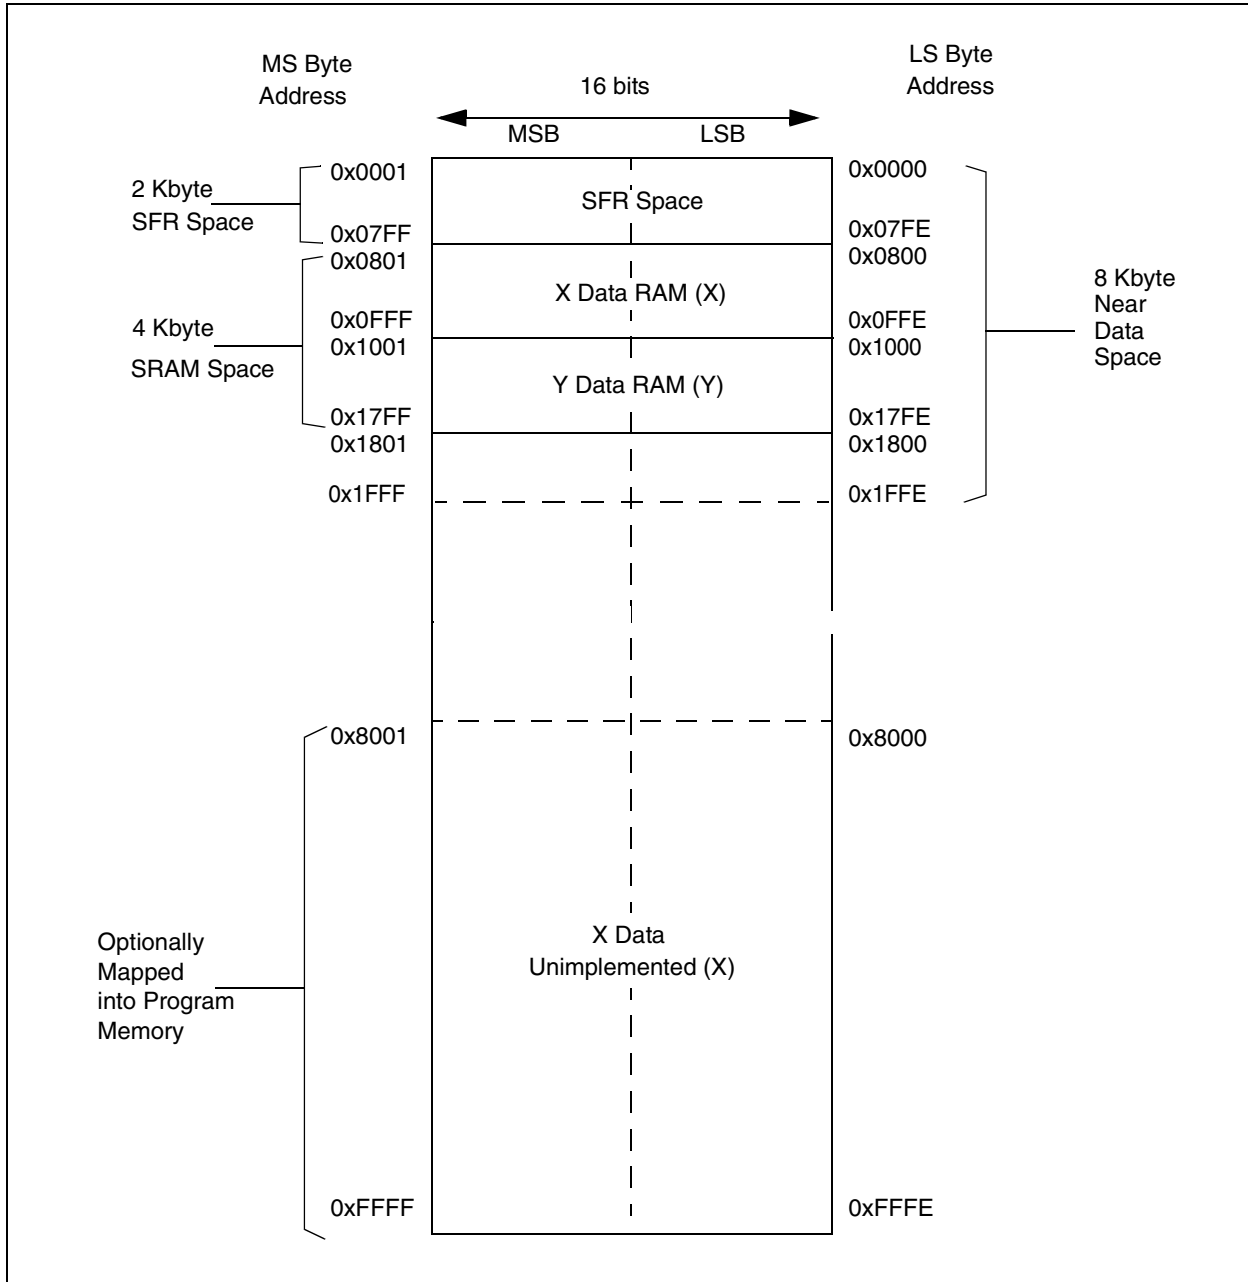 MS Byte
Address
16 bits
LS Byte
Address
MSB
LSB
2 Kbyte
SFR Space
0x0001
0x07FF
SFR Space
0x0000
0x07FE
4 Kbyte
SRAM Space
0x0801
0x0FFF
X Data RAM (X)
0x0800
0x0FFE
0x1001
0x17FF
Y Data RAM (Y)
0x1000
0x17FE
0x1801
0x1FFF
0x1800
0x1FFE
8 Kbyte
Near
Data
Space
0x8001
0x8000
Optionally
Mapped
into Program
Memory
X Data
Unimplemented (X)
0xFFFF
0xFFFE